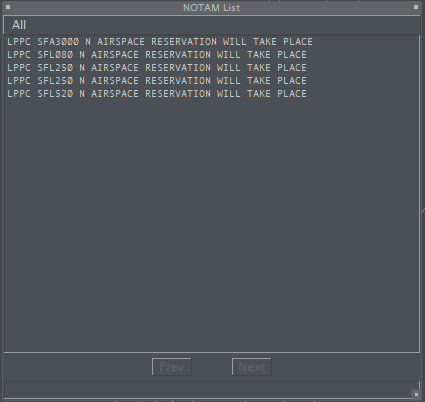 NOTAM List
All
LPPC SFA3000 N AIRSPACE RESERVATION WILL TAKE PLACE
LPPC SFL080 N AIRSPACE RESERVATION WILL TAKE PLACE
LPPC SFL250 N AIRSPACE RESERVATION WILL TAKE PLACE
LPPC SFL250 N AIRSPACE RESERVATION WILL TAKE PLACE
LPPC SFL520 N AIRSPACE RESERVATION WILL TAKE PLACE
Prev Next